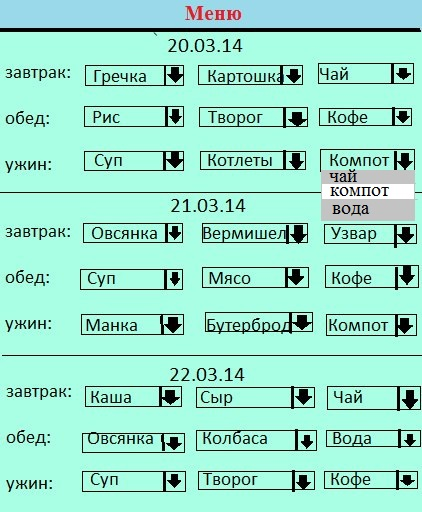 Меню
20.03.14
завтрак: Гречка Картошка Чай
обед: Рис Творог Кофе
ужин: Суп Котлеты Компот
чай
компот
вода
21.03.14
завтрак: Овсянка Вермишел Узвар
обед: Суп Мясо Кофе
ужин: Манка Бутерброд Компот
22.03.14
завтрак: Каша Сыр Чай
обед: Овсянка Колбаса Вода
ужин: Суп Творог Кофе